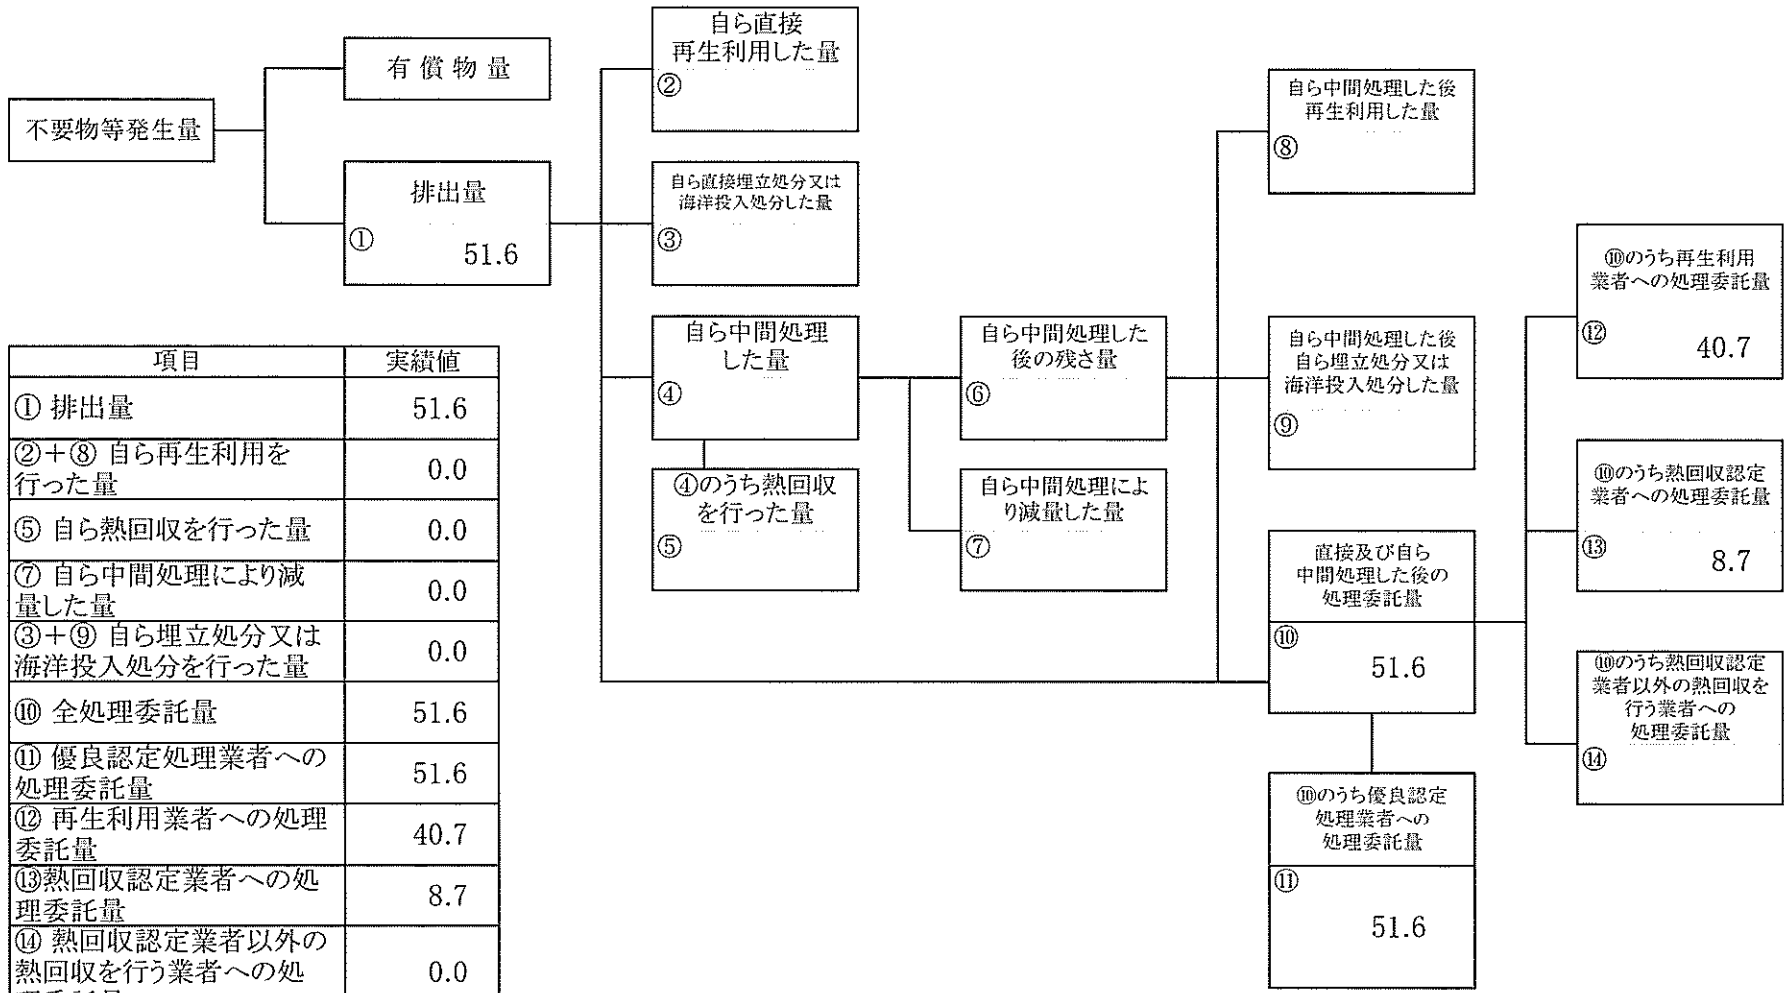 不要物等発生量
有償物量
排出量
①
51.6
自ら直接
再生利用した量
②
自ら直接埋立処分又は
海洋投入処分した量
③
自ら中間処理
した量
④
④のうち熱回収
を行った量
⑤
自ら中間処理した
後の残さ量
⑥
自ら中間処理によ
り減量した量
⑦
自ら中間処理した後
再生利用した量
⑧
自ら中間処理した後
自ら埋立処分又は
海洋投入処分した量
⑨
直接及び自ら
中間処理した後の
処理委託量
⑩
51.6
⑩のうち優良認定
処理業者への
処理委託量
⑪
51.6
⑩のうち再生利用
業者への処理委託量
⑫
40.7
⑩のうち熱回収認定
業者への処理委託量
⑬
8.7
⑩のうち熱回収認定
業者以外の熱回収を
行う業者への
処理委託量
⑭
項目 実績値
① 排出量 51.6
②+⑧ 自ら再生利用を
行った量 0.0
⑤ 自ら熱回収を行った量 0.0
⑦ 自ら中間処理により減
量した量 0.0
③+⑨ 自ら埋立処分又は
海洋投入処分を行った量 0.0
⑩ 全処理委託量 51.6
⑪ 優良認定処理業者への
処理委託量 51.6
⑫ 再生利用業者への処理
委託量 40.7
⑬熱回収認定業者への処
理委託量 8.7
⑭ 熱回収認定業者以外の
熱回収を行う業者への処 0.0